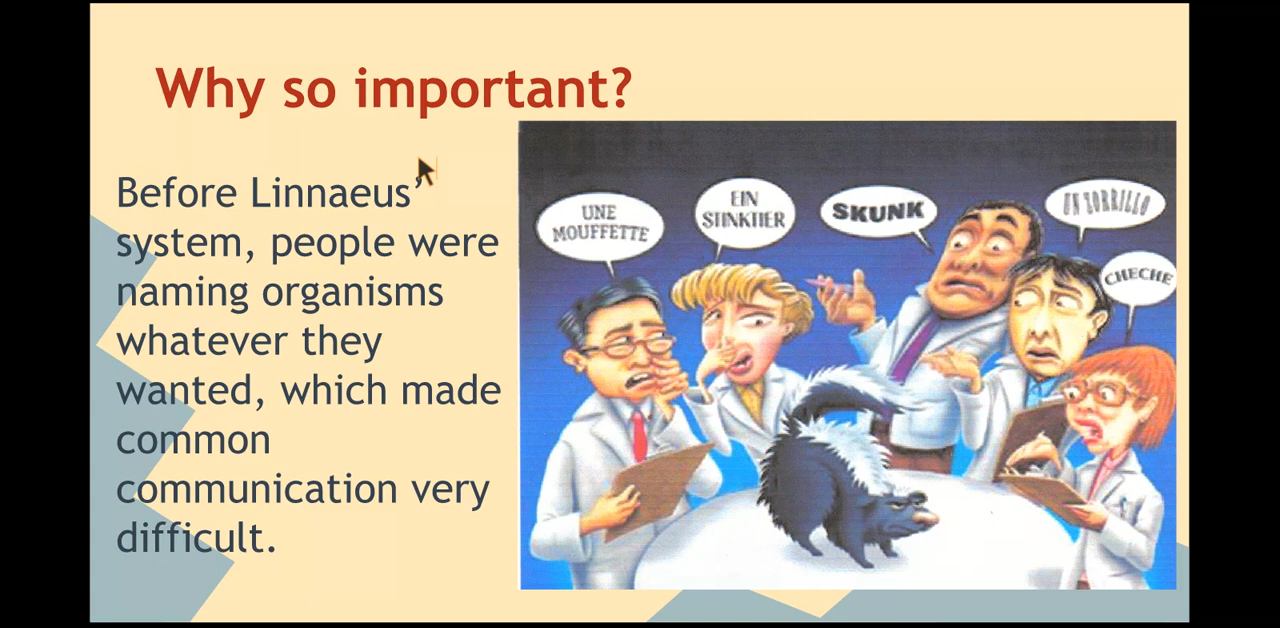 Why so important?
Before Linnaeus’
system, people were
naming organisms
whatever they
wanted, which made
common
communication very
difficult.
UNE
MOUFFETTE
EIN
STINKTIER
SKUNK
UN ZORRILLO
CHECHE